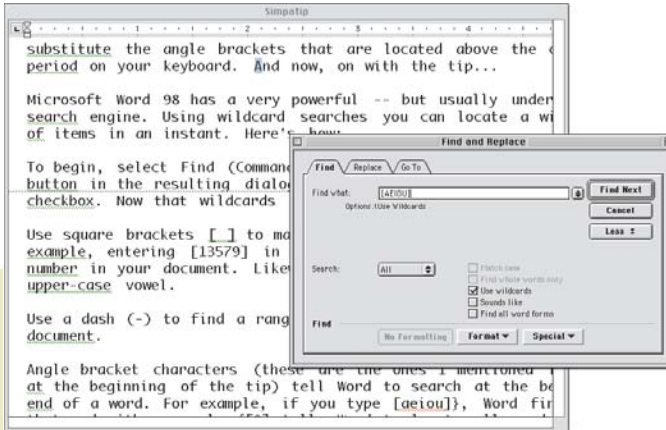 Simpatip
substitute the angle brackets that are located above the
period on your keyboard. And now, on with the tip...
Microsoft Word 98 has a very powerful -- but usually under
search engine. Using wildcard searches you can locate a wi
of items in an instant. Here's how:
To begin, select Find (Comman
button in the resulting dialog
checkbox. Now that wildcards
Use square brackets [ ] to ma
example, entering [13579] in
number in your document. Like
upper-case vowel.
Use a dash (-) to find a rang
document.
Angle bracket characters (these are the ones I mentioned
at the beginning of the tip) tell Word to search at the be
end of a word. For example, if you type [aeiou]}, Word fin
Find and Replace
Find
Replace
Go To
Find what:
[AEIOU]
Options:
Use Wildcards
Find Next
Cancel
Less
Search:
All
Match case
Find whole words only
Use wildcards
Sounds like
Find all word forms
Find
No Formatting
Format
Special